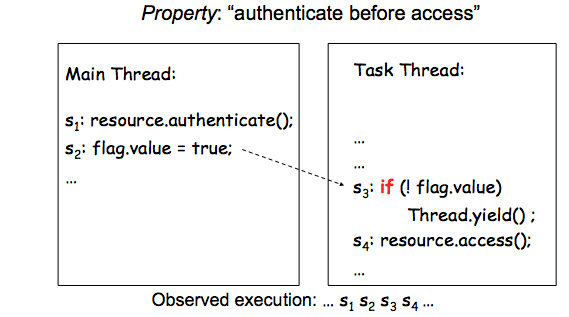 Property: “authenticate before access”
Main Thread:
s1: resource.authenticate();
s2: flag.value = true;
...
Task Thread:
...
...
s3: if (! flag.value)
Thread.yield() ;
s4: resource.access();
...
Observed execution: ... s1 s2 s3 s4 ...